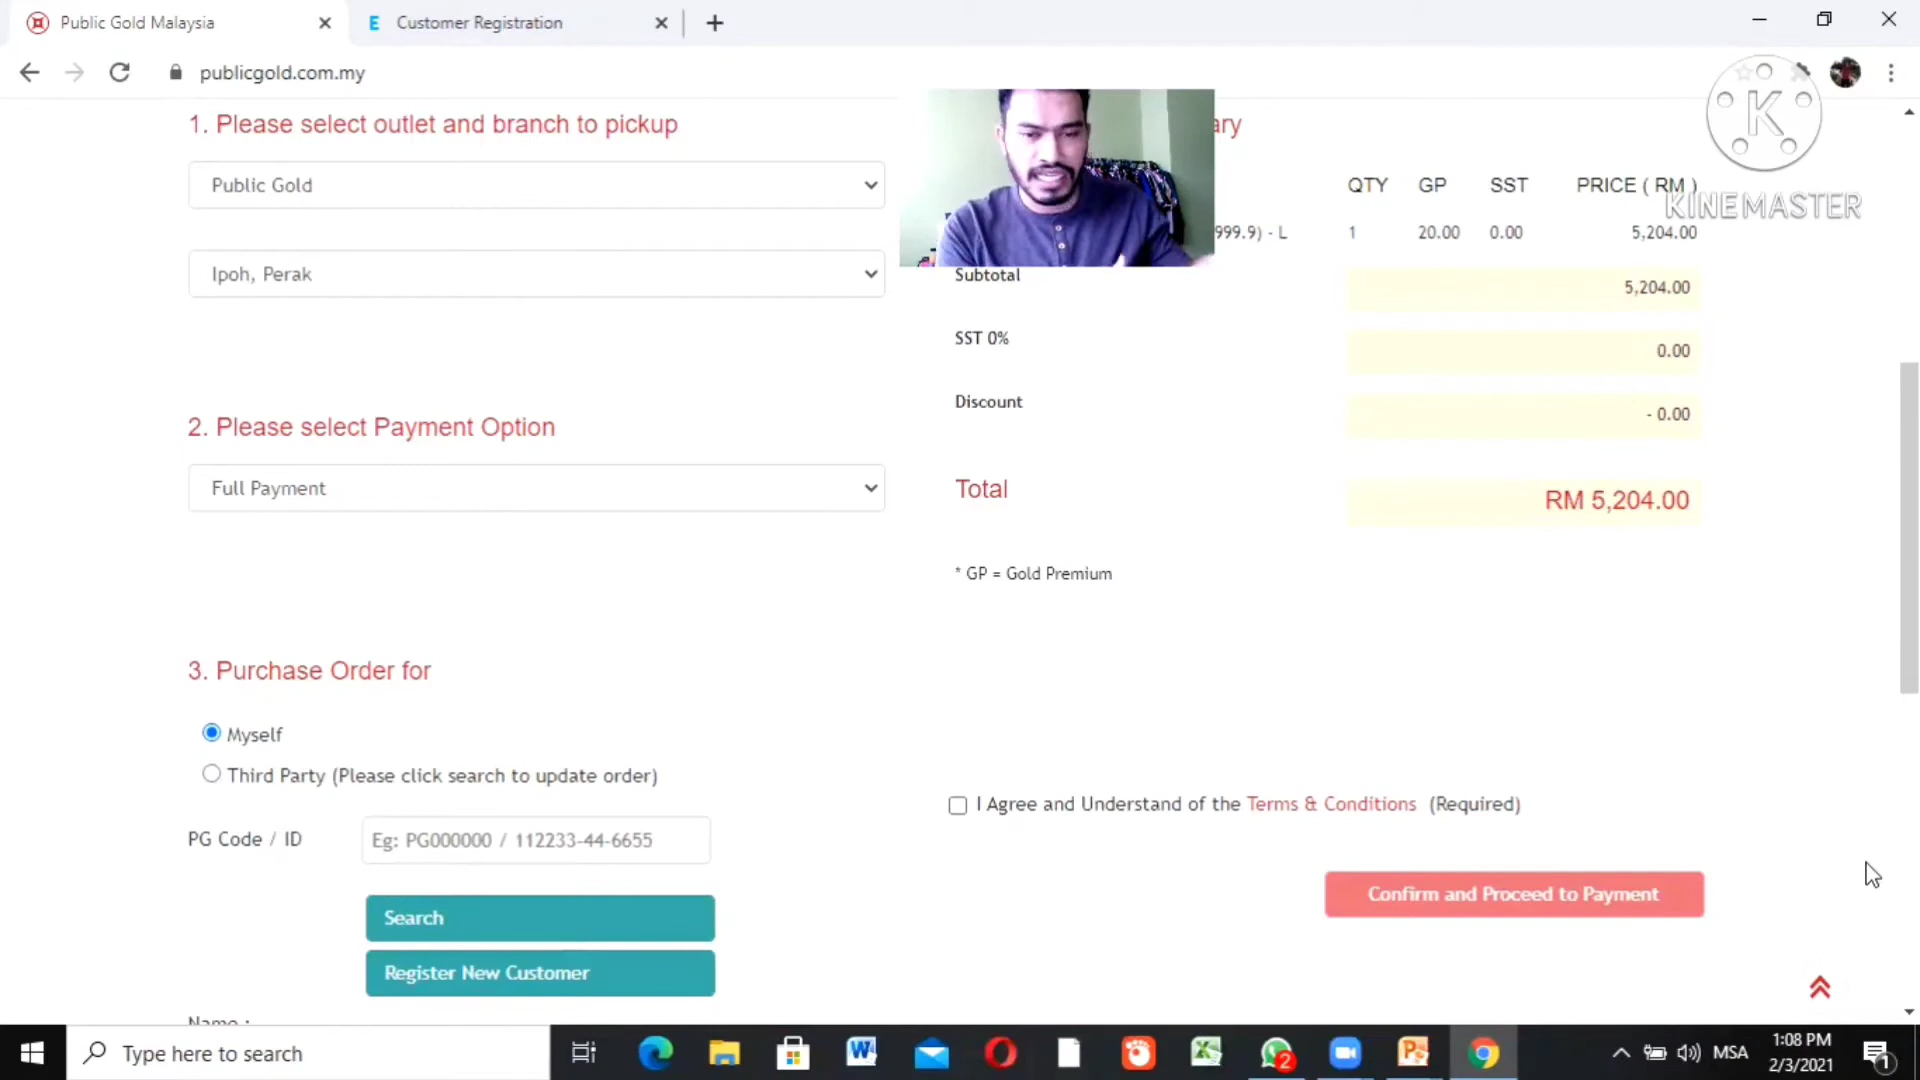 Public Gold Malaysia
E Customer Registration
publicgold.com.my
K
KINEMASTER
1. Please select outlet and branch to pickup
Public Gold
Ipoh, Perak
2. Please select Payment Option
Full Payment
3. Purchase Order for
Myself
Third Party (Please click search to update order)
PG Code / ID
Eg: PG000000 / 112233-44-6655
Search
Register New Customer
QTY GP SST PRICE ( RM )
999.9) - L 1 20.00 0.00 5,204.00
Subtotal 5,204.00
SST 0% 0.00
Discount - 0.00
Total RM 5,204.00
* GP = Gold Premium
I Agree and Understand of the Terms & Conditions (Required)
Confirm and Proceed to Payment
Type here to search
2
MSA
1:08 PM
2/3/2021
1